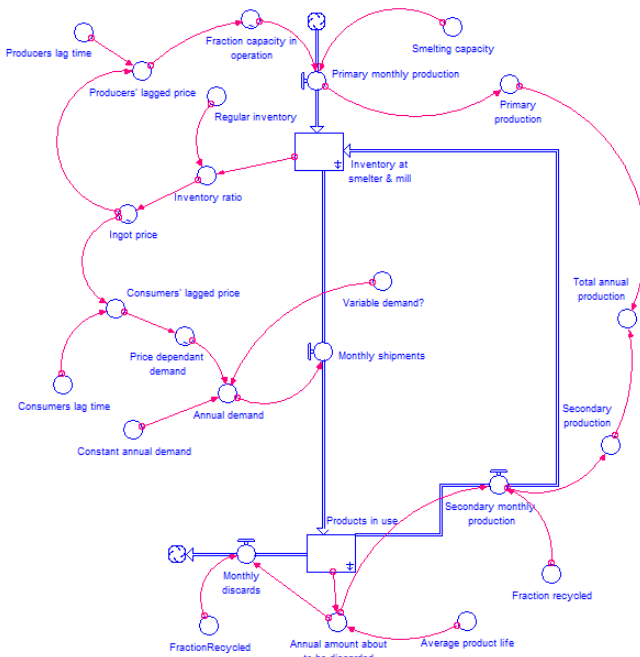 Fraction capacity in
operation
Smelting capacity
Producers lag time
Primary monthly production
Producers' lagged price
Primary
production
Regular inventory
Inventory at
smelter & mill
Inventory ratio
Ingot price
Total annual
production
Consumers' lagged price
Variable demand?
Price dependant
demand
Monthly shipments
Consumers lag time
Annual demand
Secondary
production
Constant annual demand
Products in use
Secondary monthly
production
Monthly
discards
Fraction recycled
FractionRecycled
Annual amount about
to be discarded
Average product life